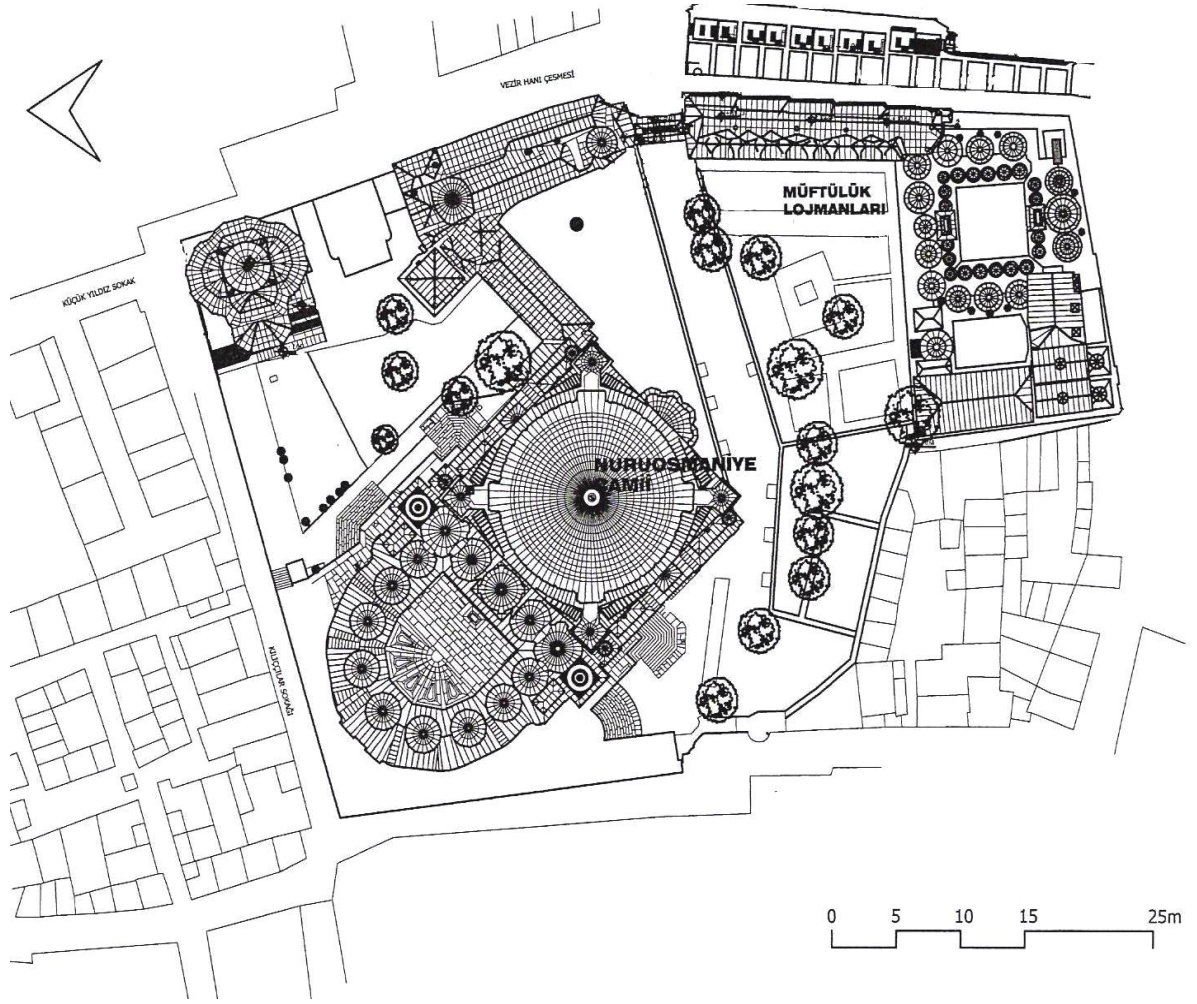 VEZİR HANI ÇEŞMESİ
MÜFTÜLÜK
LOJMANLARI
KÜÇÜK YILDIZ SOKAK
NURUOSMANİYE
CAMİİ
KILIÇÇILAR SOKAĞI
0 5 10 15 25m